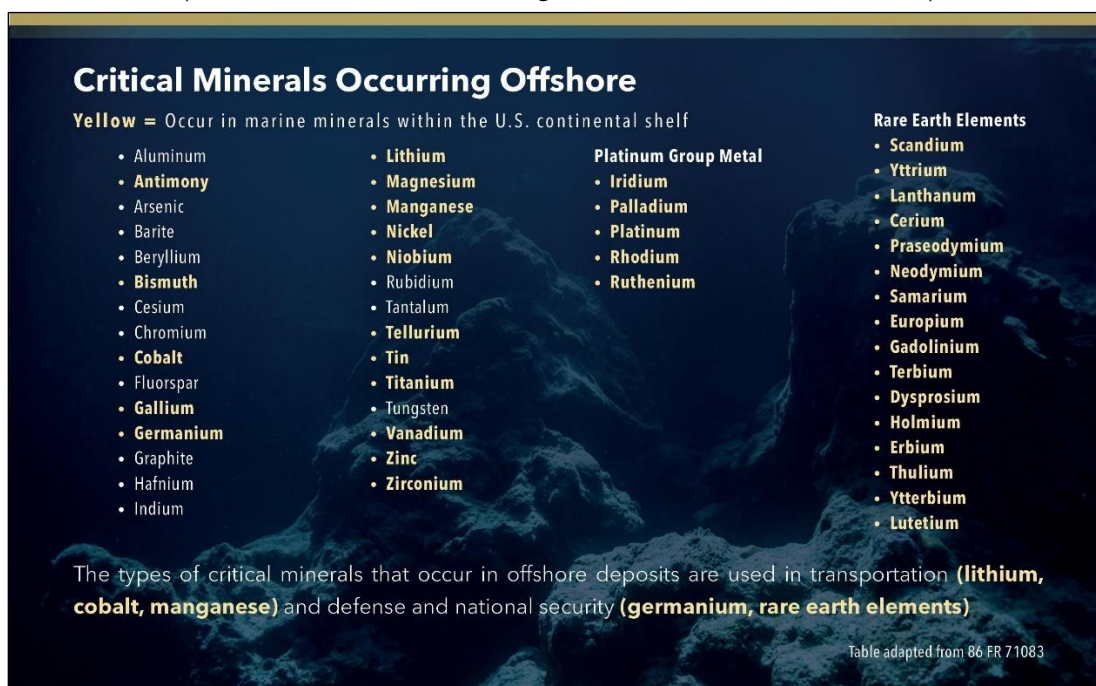 Critical Minerals Occurring Offshore
Yellow = Occur in marine minerals within the U.S. continental shelf
• Aluminum
• Antimony
• Arsenic
• Barite
• Beryllium
• Bismuth
• Cesium
• Chromium
• Cobalt
• Fluorspar
• Gallium
• Germanium
• Graphite
• Hafnium
• Indium
• Lithium
• Magnesium
• Manganese
• Nickel
• Niobium
• Rubidium
• Tantalum
• Tellurium
• Tin
• Titanium
• Tungsten
• Vanadium
• Zinc
• Zirconium
Platinum Group Metal
• Iridium
• Palladium
• Platinum
• Rhodium
• Ruthenium
Rare Earth Elements
• Scandium
• Yttrium
• Lanthanum
• Cerium
• Praseodymium
• Neodymium
• Samarium
• Europium
• Gadolinium
• Terbium
• Dysprosium
• Holmium
• Erbium
• Thulium
• Ytterbium
• Lutetium
The types of critical minerals that occur in offshore deposits are used in transportation (lithium,
cobalt, manganese) and defense and national security (germanium, rare earth elements)
Table adapted from 86 FR 71083